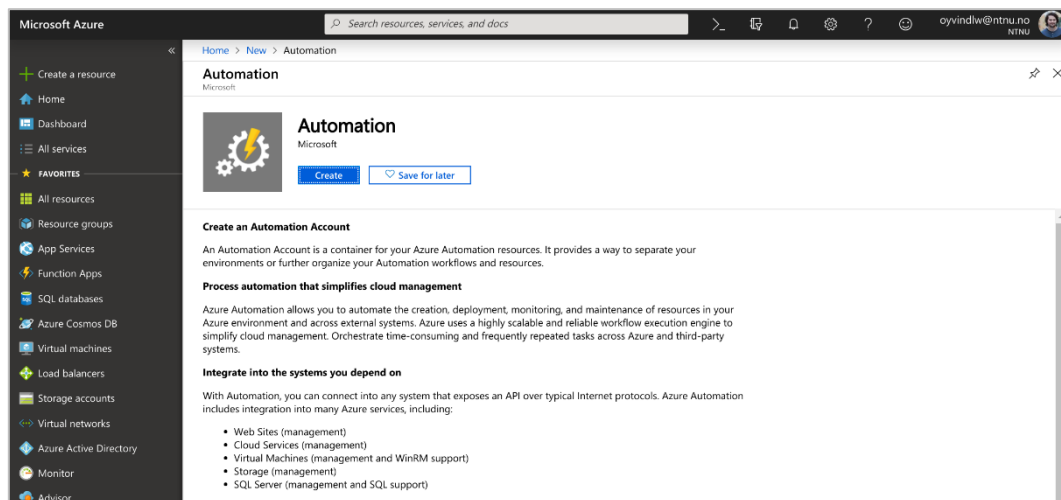 Microsoft Azure
Search resources, services, and docs
oyvindlw@ntnu.no
NTNU
Home > New > Automation
Create a resource
Home
Dashboard
All services
FAVORITES
All resources
Resource groups
App Services
Function Apps
SQL databases
Azure Cosmos DB
Virtual machines
Load balancers
Storage accounts
Virtual networks
Azure Active Directory
Monitor
Advisor
Automation
Microsoft
Automation
Microsoft
Create
Save for later
Create an Automation Account
An Automation Account is a container for your Azure Automation resources. It provides a way to separate your
environments or further organize your Automation workflows and resources.
Process automation that simplifies cloud management
Azure Automation allows you to automate the creation, deployment, monitoring, and maintenance of resources in your
Azure environment and across external systems. Azure uses a highly scalable and reliable workflow execution engine to
simplify cloud management. Orchestrate time-consuming and frequently repeated tasks across Azure and third-party
systems.
Integrate into the systems you depend on
With Automation, you can connect into any system that exposes an API over typical Internet protocols. Azure Automation
includes integration into many Azure services, including:
• Web Sites (management)
• Cloud Services (management)
• Virtual Machines (management and WinRM support)
• Storage (management)
• SQL Server (management and SQL support)